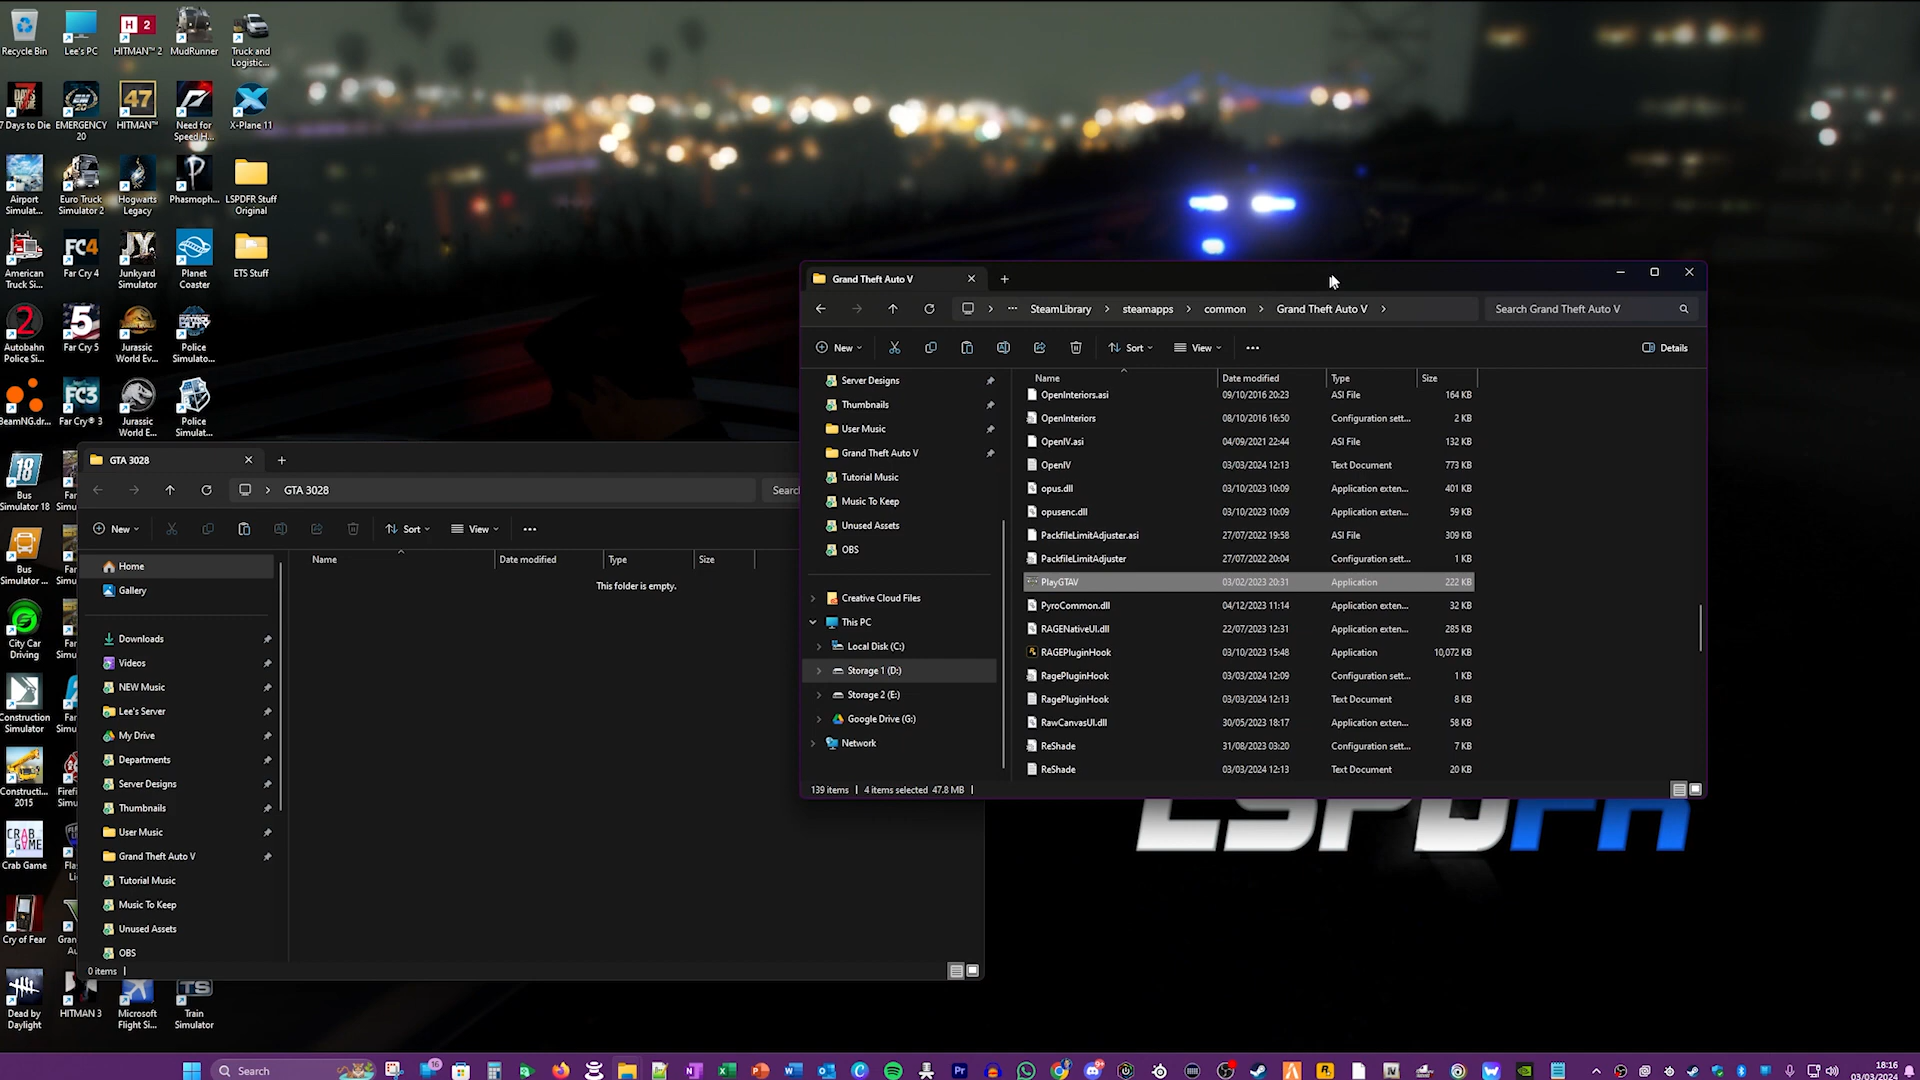 Recycle Bin
Lee's PC
HITMAN™ 2
MudRunner
Truck and
Logistic...
7 Days to Die
EMERGENCY
20
HITMAN™
Need for
Speed H...
X-Plane 11
Airport
Simulat...
Euro Truck
Simulator 2
Hogwarts
Legacy
Phasmoph...
LSPDFR Stuff
Original
American
Truck Si...
Far Cry 4
Junkyard
Simulator
Planet
Coaster
ETS Stuff
Autobahn
Police Si...
Far Cry 5
Jurassic
World Ev...
Police
Simulato...
BeamNG.dr...
Far Cry® 3
Jurassic
World E...
Police
Simulat...
Bus
Simulator 18
Bus
Simulator ...
City Car
Driving
Construction
Simulator
Constructi...
2015
Crab Game
Cry of Fear
Dead by
Daylight
HITMAN 3
Microsoft
Flight Si...
Train
Simulator
GTA 3028
GTA 3028
Search
New
Sort
View
Name
Date modified
Type
Size
This folder is empty.
Home
Gallery
Downloads
Videos
NEW Music
Lee's Server
My Drive
Departments
Server Designs
Thumbnails
User Music
Grand Theft Auto V
Tutorial Music
Music To Keep
Unused Assets
OBS
0 items
Grand Theft Auto V
SteamLibrary > steamapps > common > Grand Theft Auto V >
Search Grand Theft Auto V
New
Sort
View
Details
Server Designs
Thumbnails
User Music
Grand Theft Auto V
Tutorial Music
Music To Keep
Unused Assets
OBS
Creative Cloud Files
This PC
Local Disk (C:)
Storage 1 (D:)
Storage 2 (E:)
Google Drive (G:)
Network
Name Date modified Type Size
OpenInteriors.asi 09/10/2016 20:23 ASI File 164 KB
OpenInteriors 08/10/2016 16:50 Configuration sett... 2 KB
OpenIV.asi 04/09/2021 22:44 ASI File 132 KB
OpenIV 03/03/2024 12:13 Text Document 773 KB
opus.dll 03/10/2023 10:09 Application exten... 401 KB
opusenc.dll 03/10/2023 10:09 Application exten... 59 KB
PackfileLimitAdjuster.asi 27/07/2022 19:58 ASI File 309 KB
PackfileLimitAdjuster 27/07/2022 20:04 Configuration sett... 1 KB
PlayGTAV 03/02/2023 20:31 Application 222 KB
PyroCommon.dll 04/12/2023 11:14 Application exten... 32 KB
RAGENativeUI.dll 22/07/2023 12:31 Application exten... 285 KB
RAGEPluginHook 03/10/2023 15:48 Application 10,072 KB
RagePluginHook 03/03/2024 12:09 Configuration sett... 1 KB
RagePluginHook 03/03/2024 12:13 Text Document 8 KB
RawCanvasUI.dll 30/05/2023 18:17 Application exten... 58 KB
ReShade 31/08/2023 03:20 Configuration sett... 7 KB
ReShade 03/03/2024 12:13 Text Document 20 KB
139 items | 4 items selected 47.8 MB
LSPDFR
Search
18:16
03/03/2024